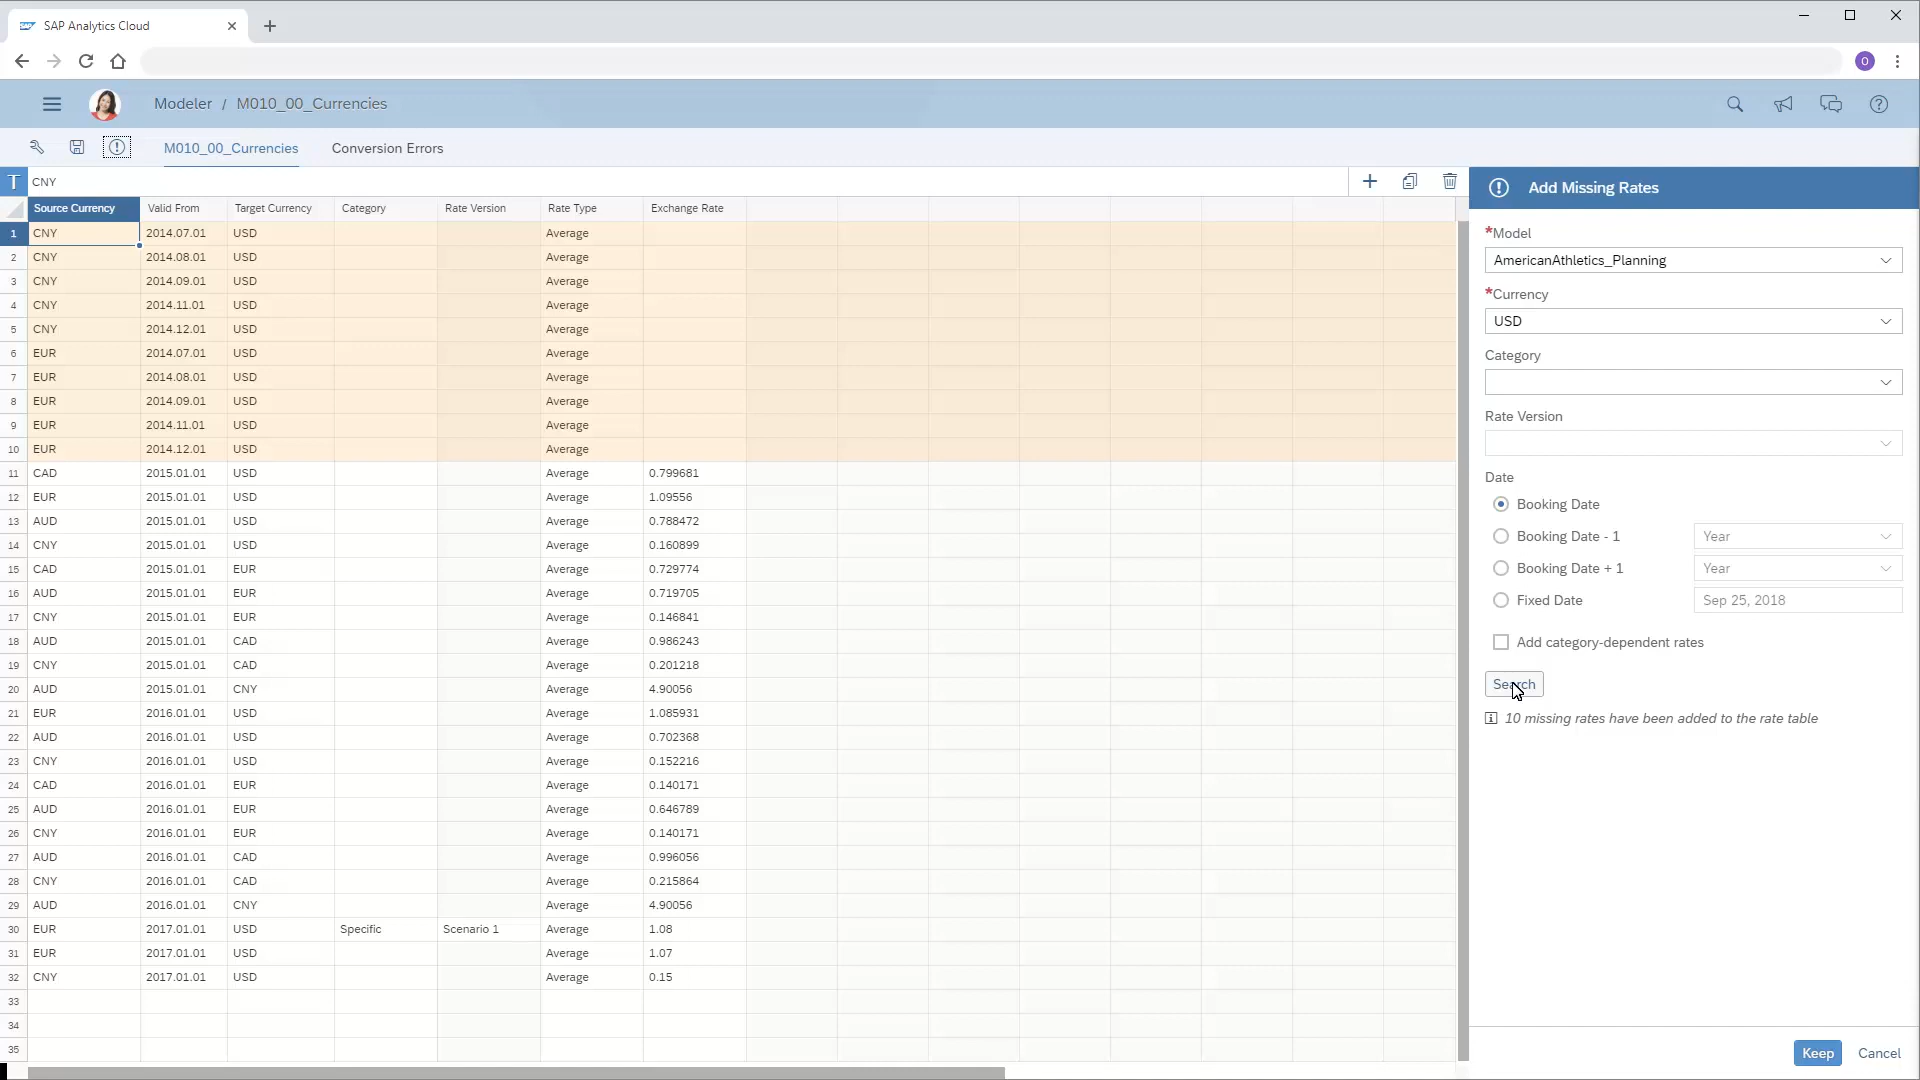 SAP Analytics Cloud
O
Modeler / M010_00_Currencies
M010_00_Currencies Conversion Errors
T CNY
Source Currency Valid From Target Currency Category Rate Version Rate Type Exchange Rate
1 CNY 2014.07.01 USD Average
2 CNY 2014.08.01 USD Average
3 CNY 2014.09.01 USD Average
4 CNY 2014.11.01 USD Average
5 CNY 2014.12.01 USD Average
6 EUR 2014.07.01 USD Average
7 EUR 2014.08.01 USD Average
8 EUR 2014.09.01 USD Average
9 EUR 2014.11.01 USD Average
10 EUR 2014.12.01 USD Average
11 CAD 2015.01.01 USD Average 0.799681
12 EUR 2015.01.01 USD Average 1.09556
13 AUD 2015.01.01 USD Average 0.788472
14 CNY 2015.01.01 USD Average 0.160899
15 CAD 2015.01.01 EUR Average 0.729774
16 AUD 2015.01.01 EUR Average 0.719705
17 CNY 2015.01.01 EUR Average 0.146841
18 AUD 2015.01.01 CAD Average 0.986243
19 CNY 2015.01.01 CAD Average 0.201218
20 AUD 2015.01.01 CNY Average 4.90056
21 EUR 2016.01.01 USD Average 1.085931
22 AUD 2016.01.01 USD Average 0.702368
23 CNY 2016.01.01 USD Average 0.152216
24 CAD 2016.01.01 EUR Average 0.140171
25 AUD 2016.01.01 EUR Average 0.646789
26 CNY 2016.01.01 EUR Average 0.140171
27 AUD 2016.01.01 CAD Average 0.996056
28 CNY 2016.01.01 CAD Average 0.215864
29 AUD 2016.01.01 CNY Average 4.90056
30 EUR 2017.01.01 USD Specific Scenario 1 Average 1.08
31 EUR 2017.01.01 USD Average 1.07
32 CNY 2017.01.01 USD Average 0.15
33
34
35
Add Missing Rates
*Model
AmericanAthletics_Planning
*Currency
USD
Category
Rate Version
Date
Booking Date
Booking Date - 1 Year
Booking Date + 1 Year
Fixed Date Sep 25, 2018
Add category-dependent rates
Search
10 missing rates have been added to the rate table
Keep Cancel